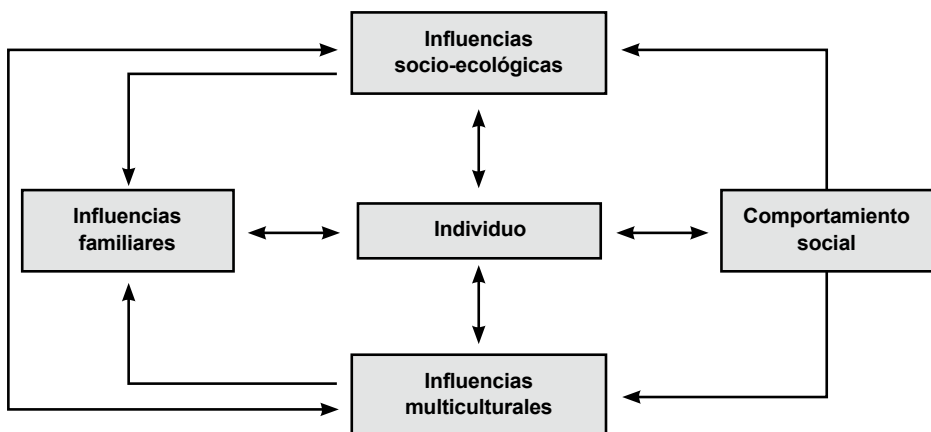 Influencias
socio-ecológicas
Influencias
familiares
Individuo
Comportamiento
social
Influencias
multiculturales